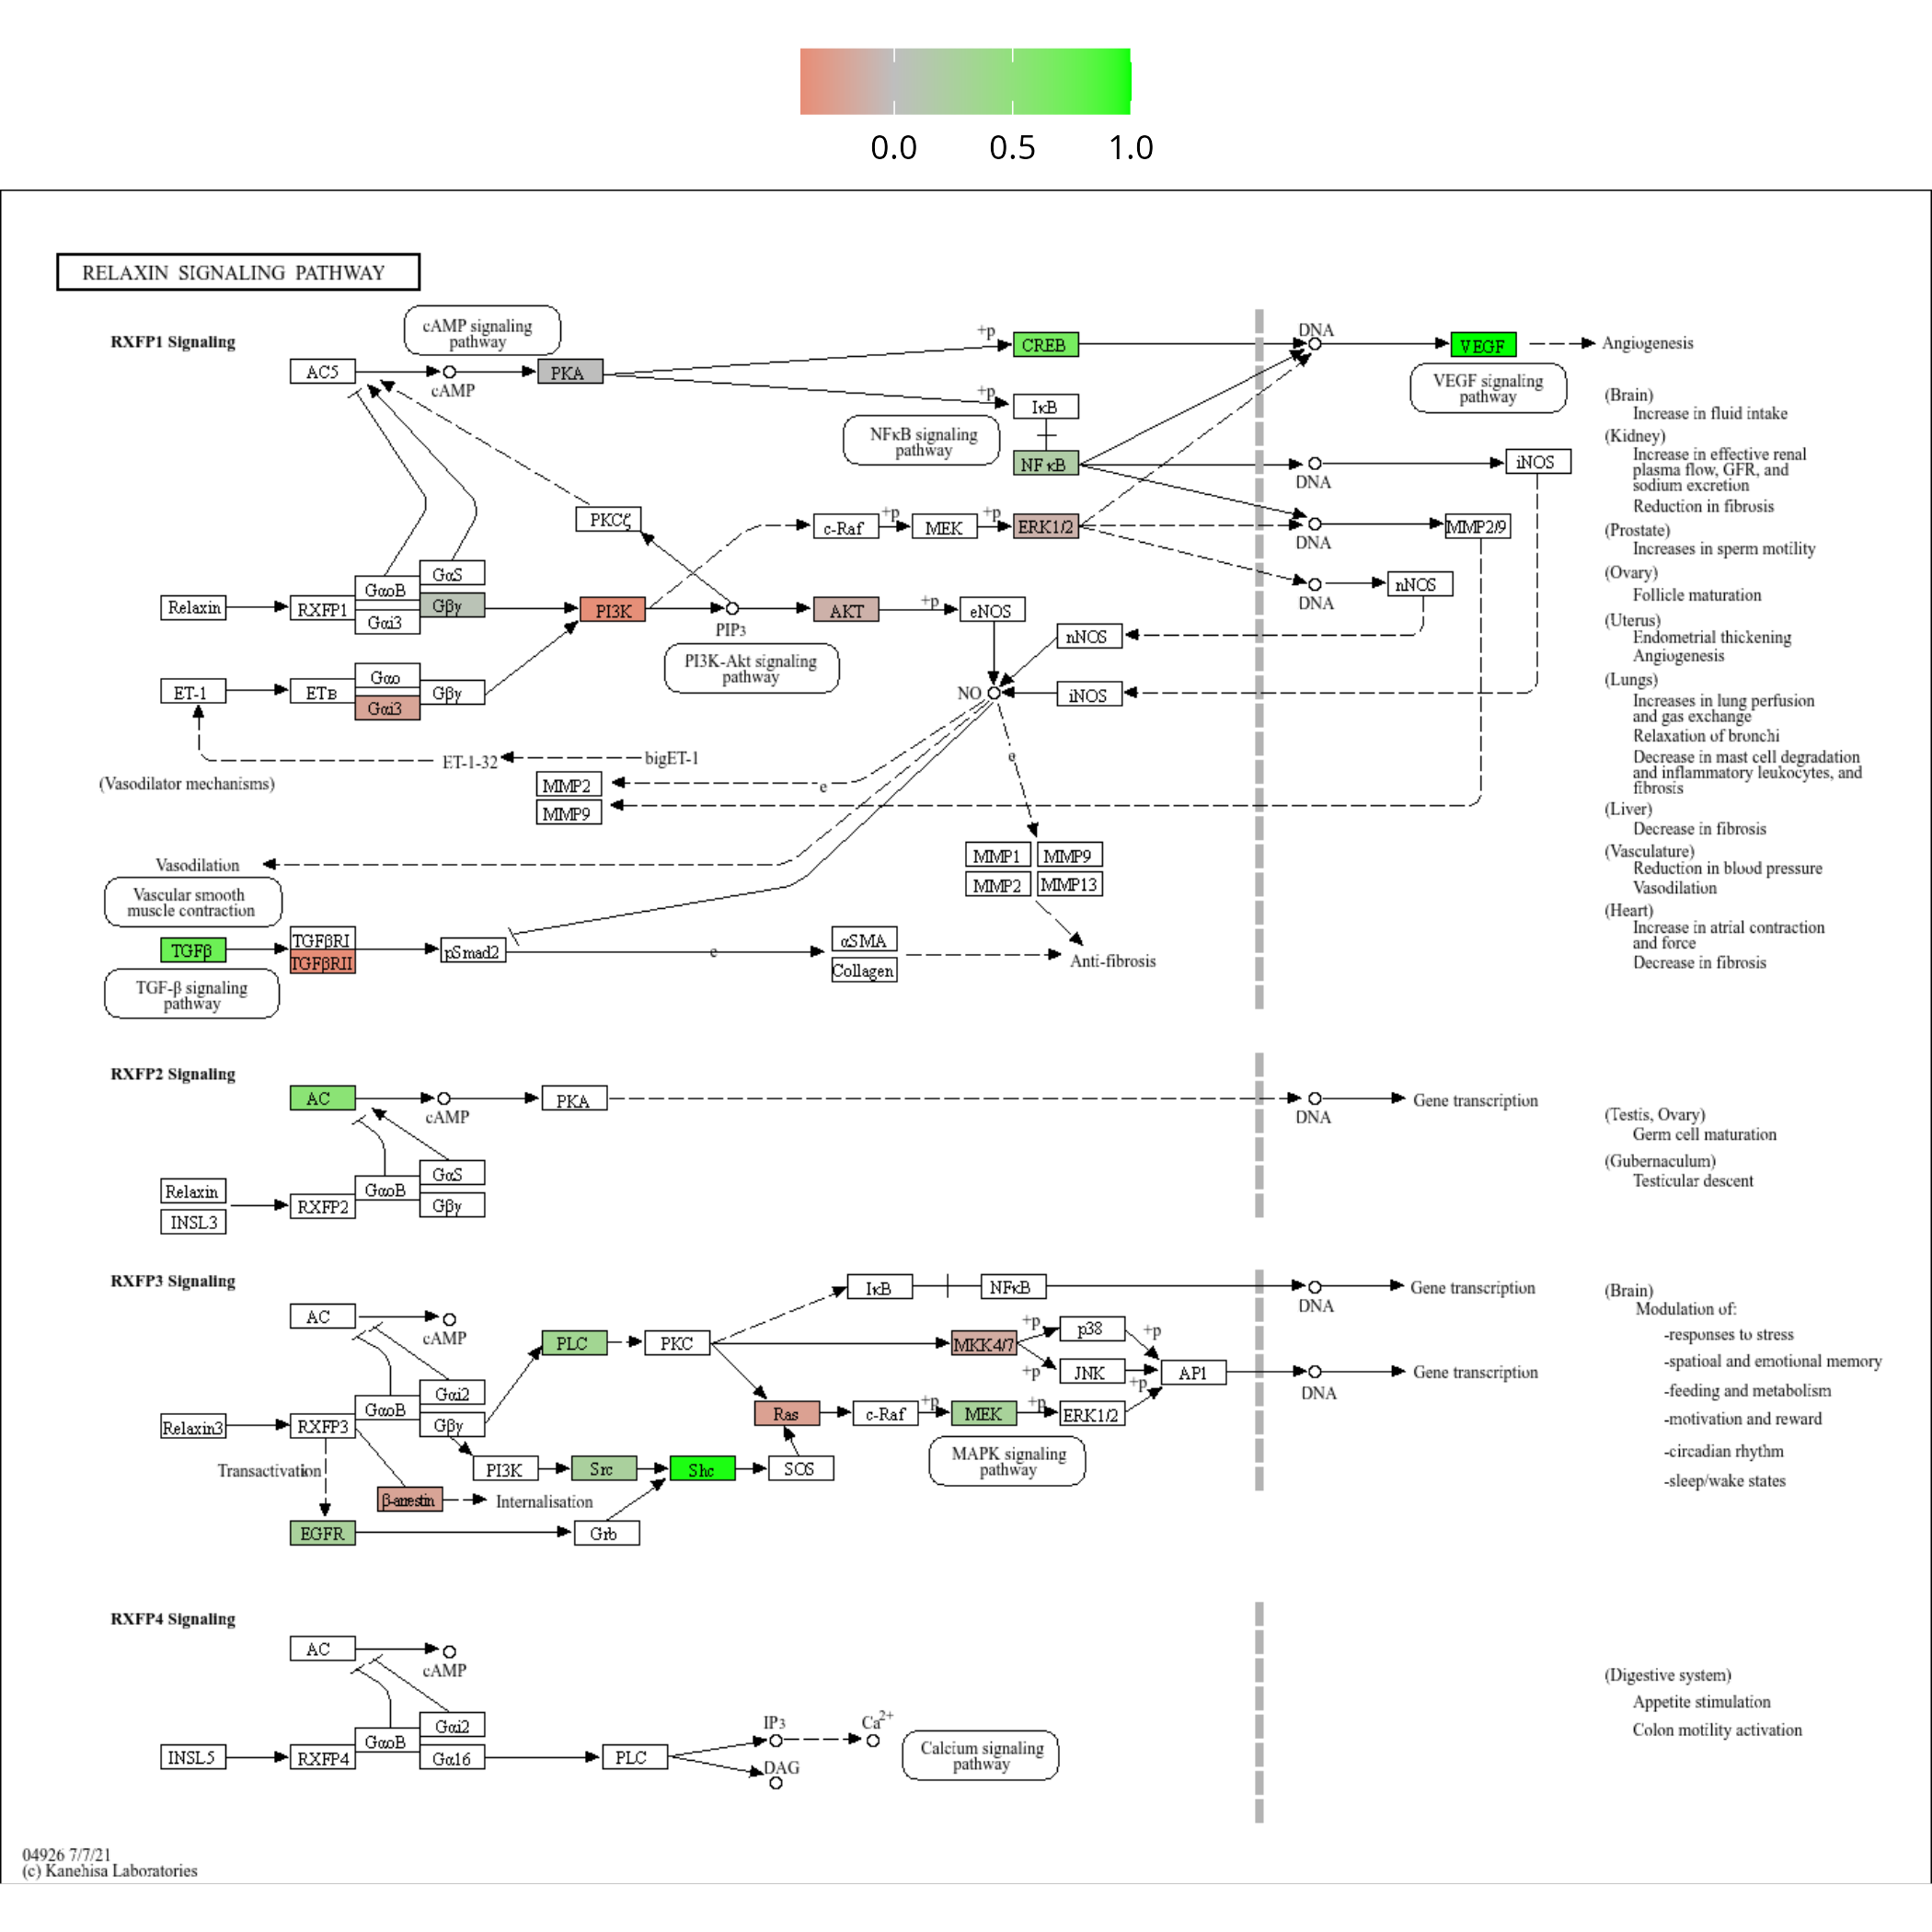 0.0 0.5 1.0
RELAXIN SIGNALING PATHWAY
RXFP1 Signaling
cAMP signaling
pathway
AC5
cAMP
PKA
+p
CREB
DNA
VEGF
Angiogenesis
VEGF signaling
pathway
+p
IκB
NFκB signaling
pathway
NFκB
DNA
iNOS
PKCζ
c-Raf
+p
MEK
+p
ERK1/2
DNA
MMP2/9
DNA
nNOS
Relaxin
RXFP1
GαoB
GαS
Gβγ
Gαi3
PI3K
PIP3
AKT
+p
eNOS
PI3K-Akt signaling
pathway
nNOS
ET-1
ETB
Gαo
Gαi3
Gβγ
NO
iNOS
ET-1-32
bigET-1
(Vasodilator mechanisms)
MMP2
MMP9
e
e
Vasodilation
Vascular smooth
muscle contraction
MMP1
MMP9
MMP2
MMP13
TGFβ
TGFβRI
TGFβRII
pSmad2
e
αSMA
Collagen
Anti-fibrosis
TGF-β signaling
pathway
(Brain)
Increase in fluid intake
(Kidney)
Increase in effective renal
plasma flow, GFR, and
sodium excretion
Reduction in fibrosis
(Prostate)
Increases in sperm motility
(Ovary)
Follicle maturation
(Uterus)
Endometrial thickening
Angiogenesis
(Lungs)
Increases in lung perfusion
and gas exchange
Relaxation of bronchi
Decrease in mast cell degradation
and inflammatory leukocytes, and
fibrosis
(Liver)
Decrease in fibrosis
(Vasculature)
Reduction in blood pressure
Vasodilation
(Heart)
Increase in atrial contraction
and force
Decrease in fibrosis
RXFP2 Signaling
AC
cAMP
PKA
DNA
Gene transcription
Relaxin
INSL3
RXFP2
GαoB
GαS
Gβγ
(Testis, Ovary)
Germ cell maturation
(Gubernaculum)
Testicular descent
RXFP3 Signaling
AC
cAMP
IκB
NFκB
DNA
Gene transcription
PLC
PKC
MKK4/7
+p
+p
p38
JNK
+p
+p
AP1
DNA
Gene transcription
Relaxin3
RXFP3
GαoB
Gαi2
Gβγ
Ras
c-Raf
+p
MEK
+p
ERK1/2
MAPK signaling
pathway
Transactivation
PI3K
Src
Shc
SOS
β-arrestin
Internalisation
EGFR
Grb
(Brain)
Modulation of:
-responses to stress
-spatioal and emotional memory
-feeding and metabolism
-motivation and reward
-circadian rhythm
-sleep/wake states
RXFP4 Signaling
AC
cAMP
INSL5
RXFP4
GαoB
Gαi2
Gα16
PLC
IP3
DAG
Ca2+
Calcium signaling
pathway
(Digestive system)
Appetite stimulation
Colon motility activation
04926 7/7/21
(c) Kanehisa Laboratories